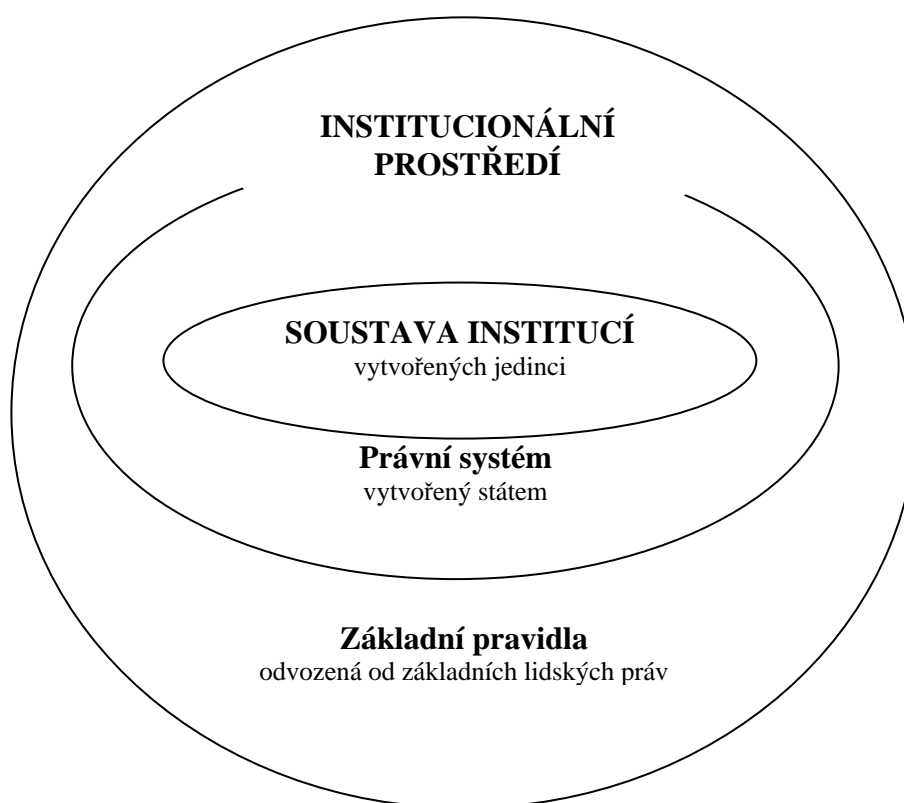 INSTITUCIONÁLNÍ
PROSTŘEDÍ
SOUSTAVA INSTITUCÍ
vytvořených jedinci
Právní systém
vytvořený státem
Základní pravidla
odvozená od základních lidských práv